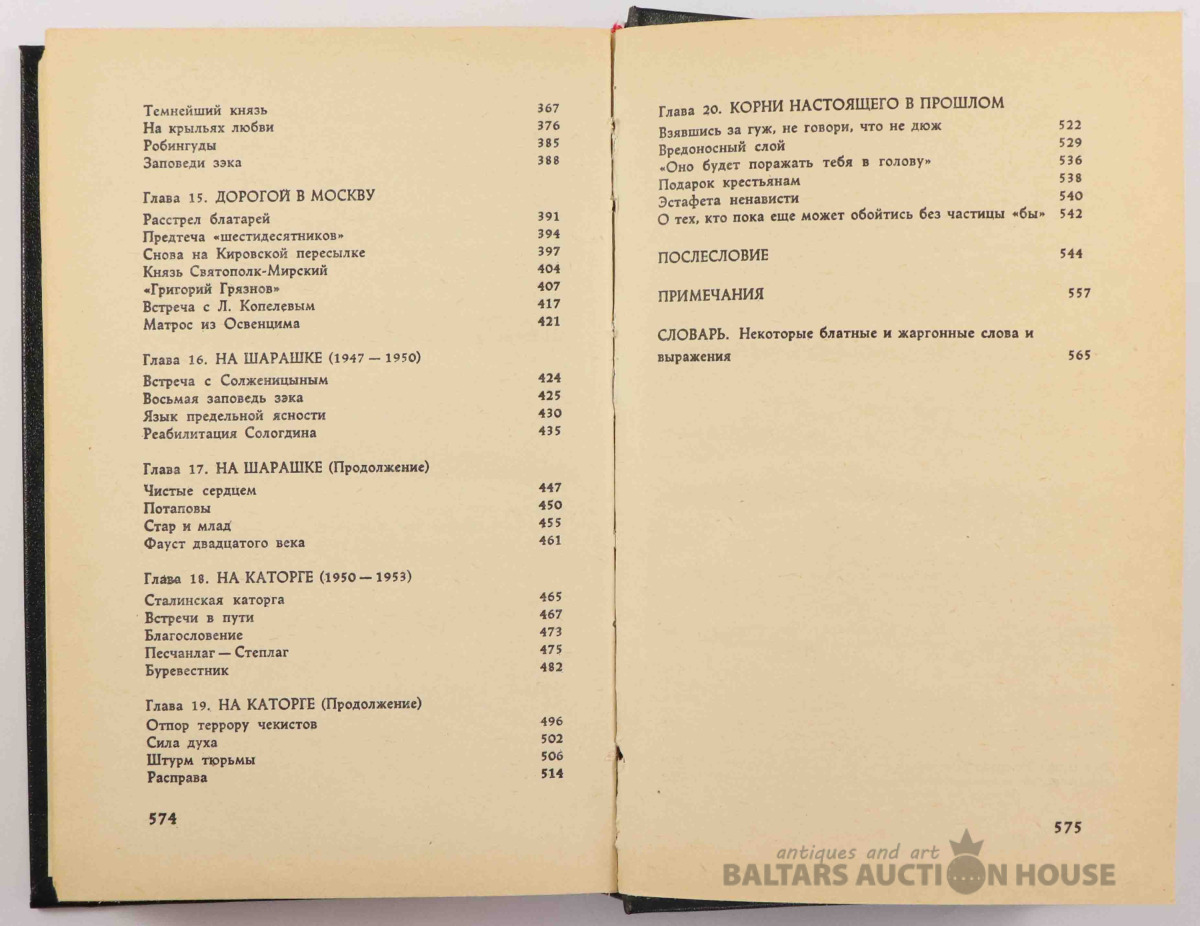 Темнейший князь 367
На крыльях любви 376
Робингуды 385
Заповеди зэка 388
Глава 15. ДОРОГОЙ В МОСКВУ
Расстрел блатарей 391
Предтеча «шестидесятников» 394
Снова на Кировской пересылке 397
Князь Святополк-Мирский 404
«Григорий Грязнов» 407
Встреча с Л. Копелевым 417
Матрос из Освенцима 421
Глава 16. НА ШАРАШКЕ (1947 — 1950)
Встреча с Солженицыным 424
Восьмая заповедь зэка 425
Язык предельной ясности 430
Реабилитация Сологдина 435
Глава 17. НА ШАРАШКЕ (Продолжение)
Чистые сердцем 447
Потаповы 450
Стар и млад 455
Фауст двадцатого века 461
Глава 18. НА КАТОРГЕ (1950 — 1953)
Сталинская каторга 465
Встречи в пути 467
Благословение 473
Песчанлаг — Степлаг 475
Буревестник 482
Глава 19. НА КАТОРГЕ (Продолжение)
Отпор террору чекистов 496
Сила духа 502
Штурм тюрьмы 506
Расправа 514
574
Глава 20. КОРНИ НАСТОЯЩЕГО В ПРОШЛОМ
Взявшись за гуж, не говори, что не дюж 522
Вредоносный слой 529
«Оно будет поражать тебя в голову» 536
Подарок крестьянам 538
Эстафета ненависти 540
О тех, кто пока еще может обойтись без частицы «бы» 542
ПОСЛЕСЛОВИЕ 544
ПРИМЕЧАНИЯ 557
СЛОВАРЬ. Некоторые блатные и жаргонные слова и
выражения 565
575
antiques and art
BALTARS AUCTION HOUSE